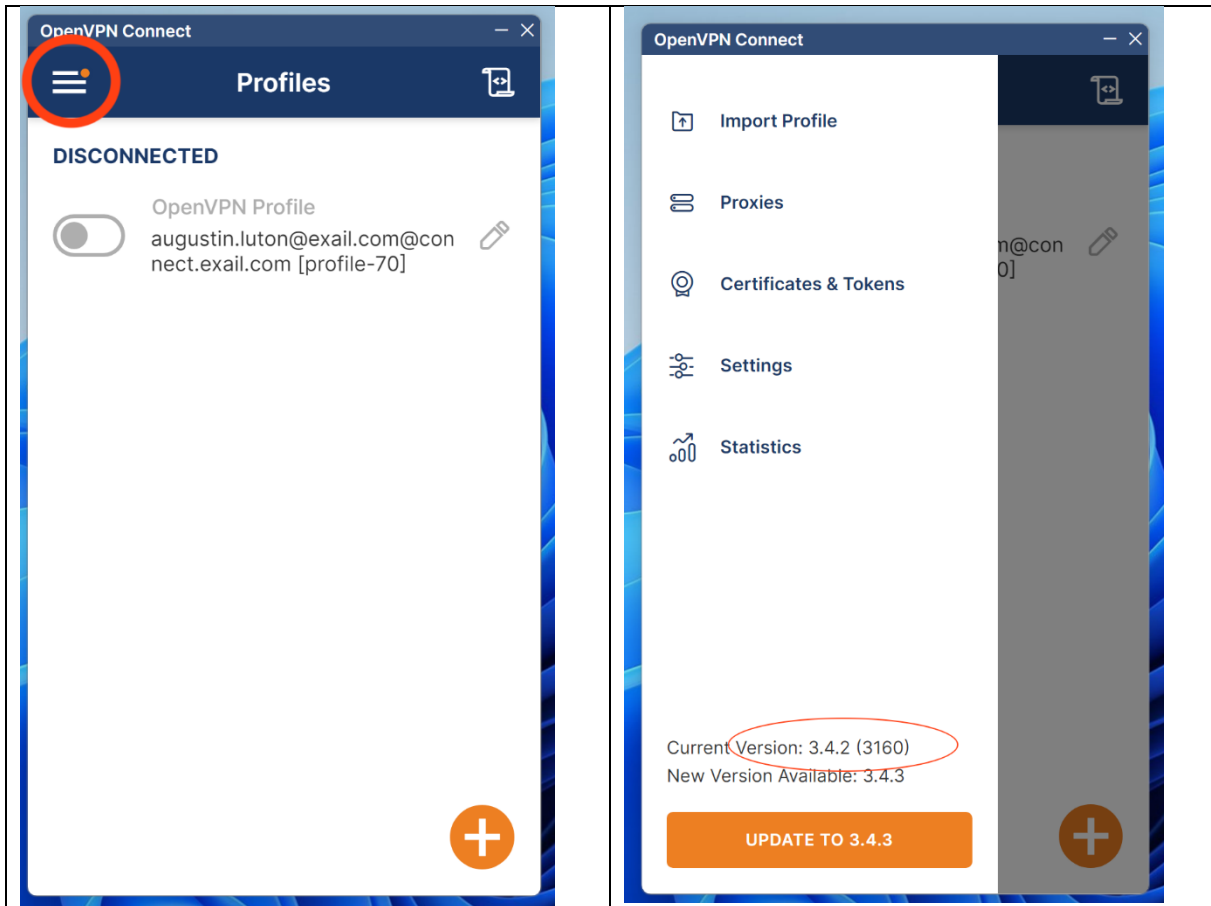 OpenVPN Connect
Profiles
DISCONNECTED
OpenVPN Profile
augustin.luton@exail.com@con
nect.exail.com [profile-70]
OpenVPN Connect
Import Profile
Proxies
Certificates & Tokens
Settings
Statistics
m@con
0]
Current Version: 3.4.2 (3160)
New Version Available: 3.4.3
UPDATE TO 3.4.3